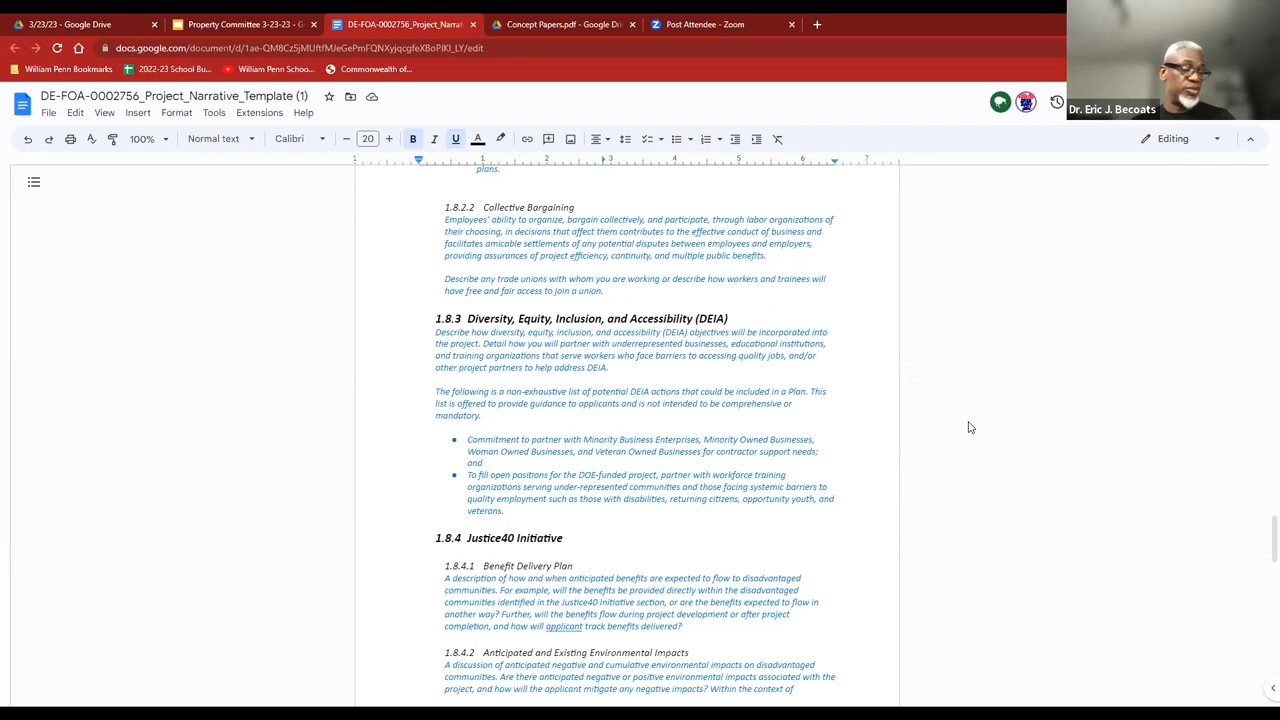 3/23/23 - Google Drive
Property Committee 3-23-23 - G
DE-FOA-0002756_Project_Narrat
Concept Papers.pdf - Google Dri
Post Attendee - Zoom
docs.google.com/document/d/1ae-QM8Cz5jMUftfMJeGePmFQNXyjqcgfeXBoPIKI_LY/edit
William Penn Bookmarks
2022-23 School Bu...
William Penn Schoo...
Commonwealth of...
Dr. Eric J. Becoats
DE-FOA-0002756_Project_Narrative_Template (1)
File Edit View Insert Format Tools Extensions Help
100% Normal text Calibri 20 B I U A Editing
1 1 2 3 4 5 6 7
plans.
1.8.2.2 Collective Bargaining
Employees' ability to organize, bargain collectively, and participate, through labor organizations of
their choosing, in decisions that affect them contributes to the effective conduct of business and
facilitates amicable settlements of any potential disputes between employees and employers,
providing assurances of project efficiency, continuity, and multiple public benefits.
Describe any trade unions with whom you are working or describe how workers and trainees will
have free and fair access to join a union.
1.8.3 Diversity, Equity, Inclusion, and Accessibility (DEIA)
Describe how diversity, equity, inclusion, and accessibility (DEIA) objectives will be incorporated into
the project. Detail how you will partner with underrepresented businesses, educational institutions,
and training organizations that serve workers who face barriers to accessing quality jobs, and/or
other project partners to help address DEIA.
The following is a non-exhaustive list of potential DEIA actions that could be included in a Plan. This
list is offered to provide guidance to applicants and is not intended to be comprehensive or
mandatory.
● Commitment to partner with Minority Business Enterprises, Minority Owned Businesses,
Woman Owned Businesses, and Veteran Owned Businesses for contractor support needs;
and
● To fill open positions for the DOE-funded project, partner with workforce training
organizations serving under-represented communities and those facing systemic barriers to
quality employment such as those with disabilities, returning citizens, opportunity youth, and
veterans.
1.8.4 Justice40 Initiative
1.8.4.1 Benefit Delivery Plan
A description of how and when anticipated benefits are expected to flow to disadvantaged
communities. For example, will the benefits be provided directly within the disadvantaged
communities identified in the Justice40 Initiative section, or are the benefits expected to flow in
another way? Further, will the benefits flow during project development or after project
completion, and how will applicant track benefits delivered?
1.8.4.2 Anticipated and Existing Environmental Impacts
A discussion of anticipated negative and cumulative environmental impacts on disadvantaged
communities. Are there anticipated negative or positive environmental impacts associated with the
project, and how will the applicant mitigate any negative impacts? Within the context of